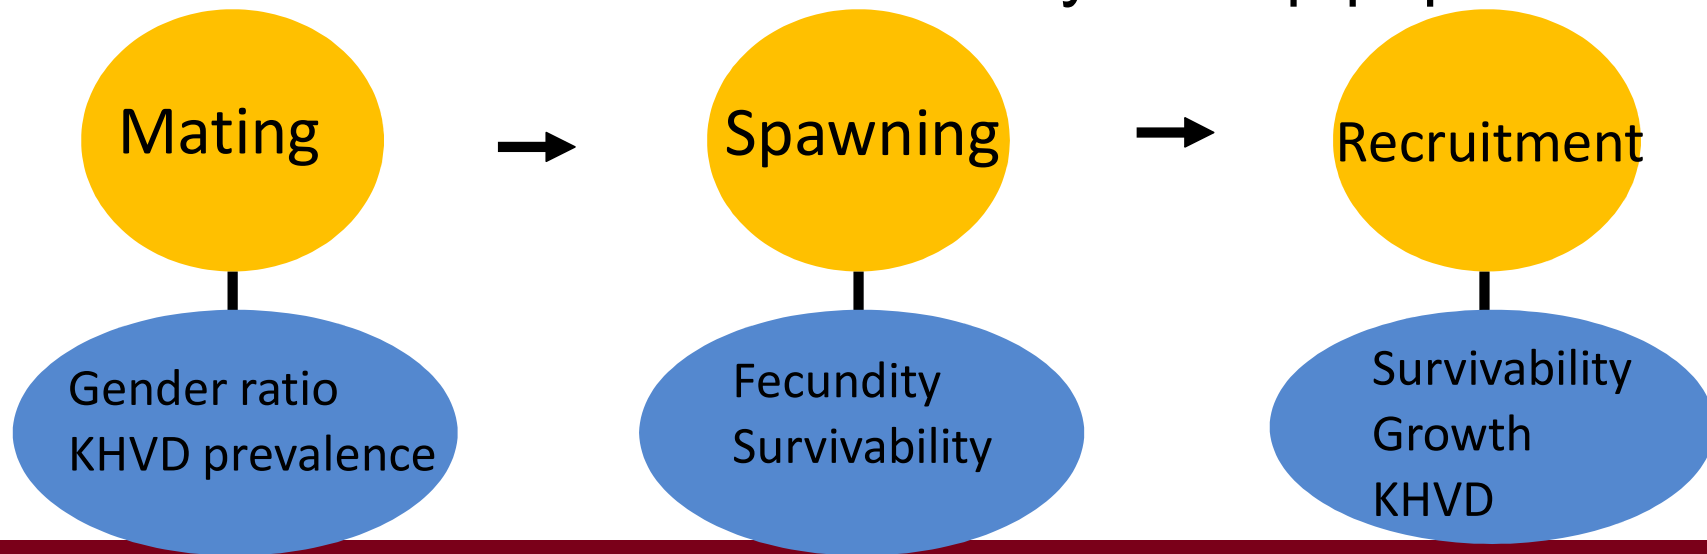 Mating
Spawning
Recruitment
Gender ratio
KHVD prevalence
Fecundity
Survivability
Survivability
Growth
KHVD